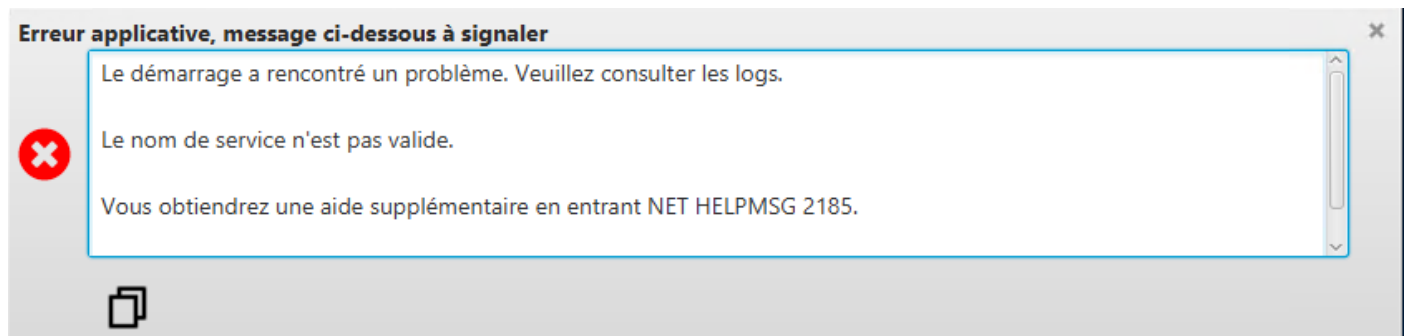 Erreur applicative, message ci-dessous à signaler
Le démarrage a rencontré un problème. Veuillez consulter les logs.
Le nom de service n'est pas valide.
Vous obtiendrez une aide supplémentaire en entrant NET HELPMSG 2185.